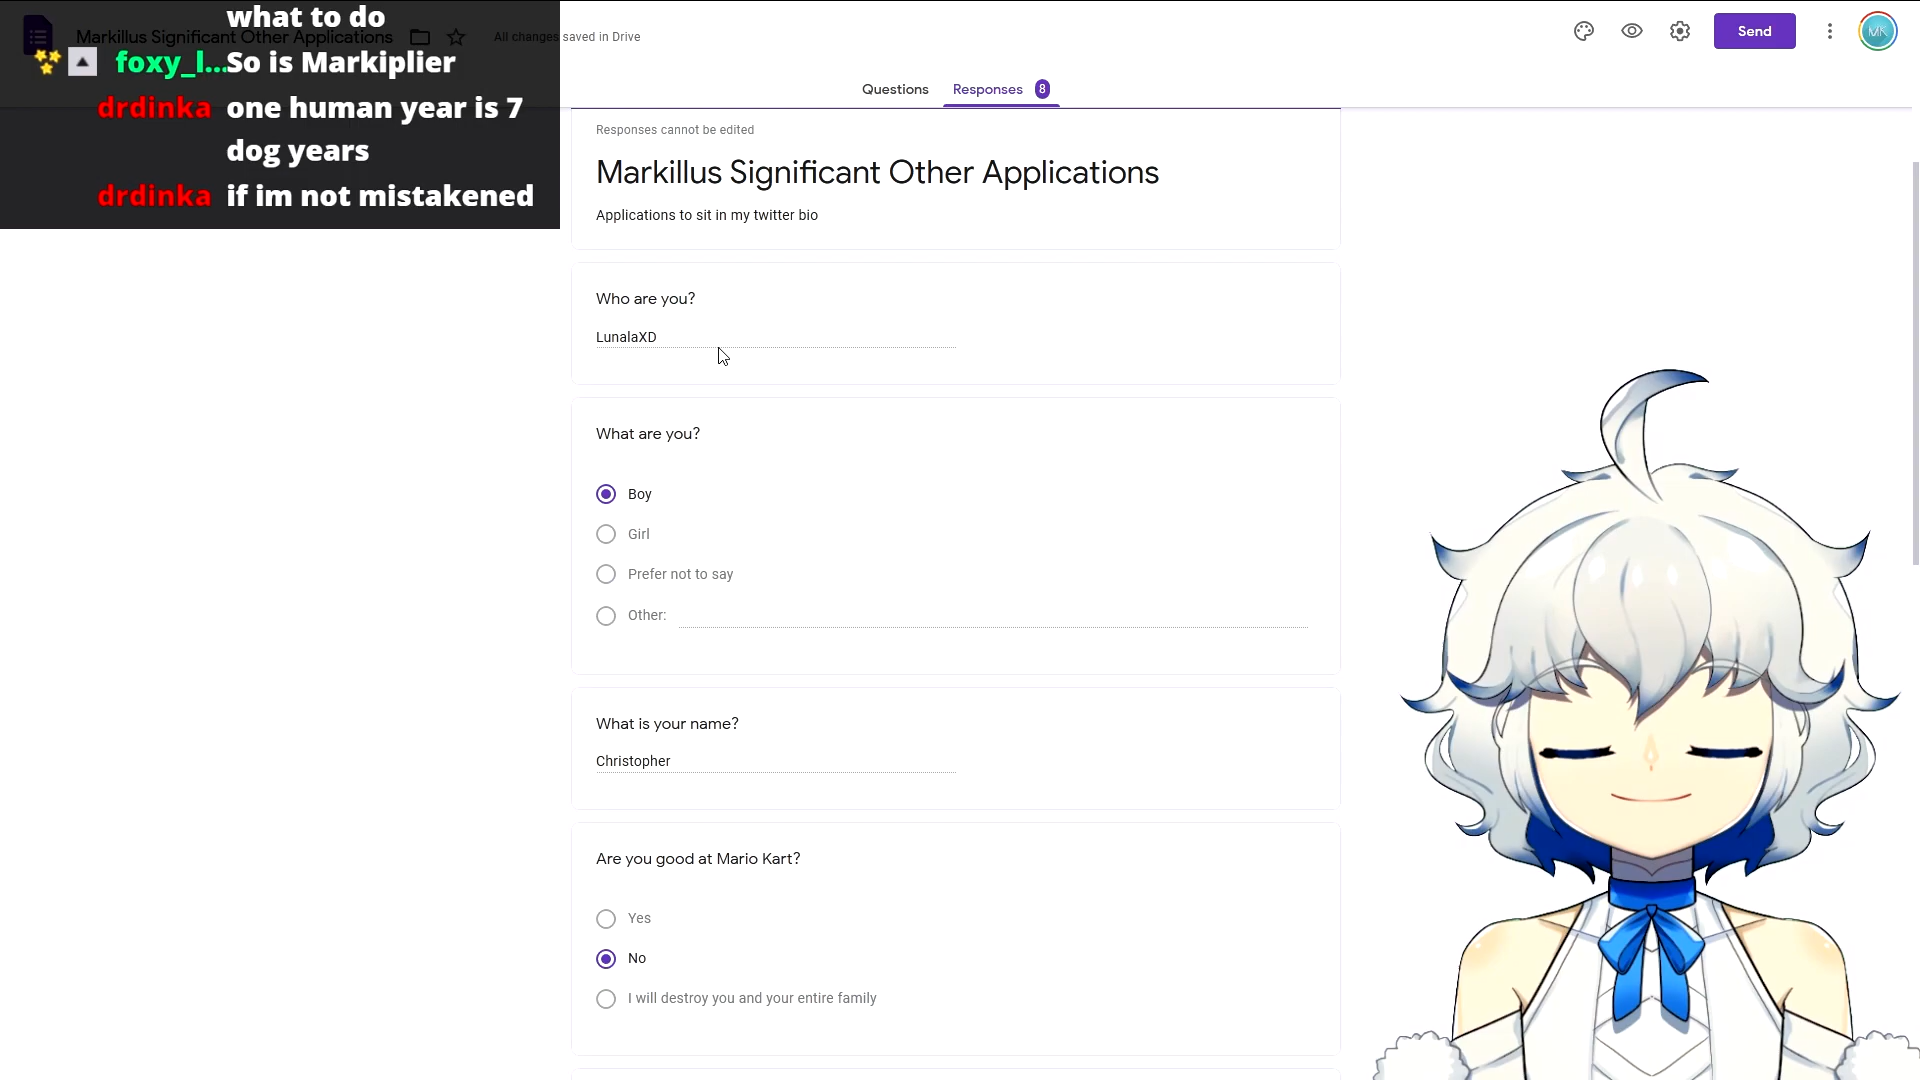 what to do
Markillus Significant Other Applications
All changes saved in Drive
foxy_l... So is Markiplier
drdinka one human year is 7
dog years
drdinka if im not mistakened
Send
MK
Questions
Responses 8
Responses cannot be edited
Markillus Significant Other Applications
Applications to sit in my twitter bio
Who are you?
LunalaXD
What are you?
Boy
Girl
Prefer not to say
Other:
What is your name?
Christopher
Are you good at Mario Kart?
Yes
No
I will destroy you and your entire family